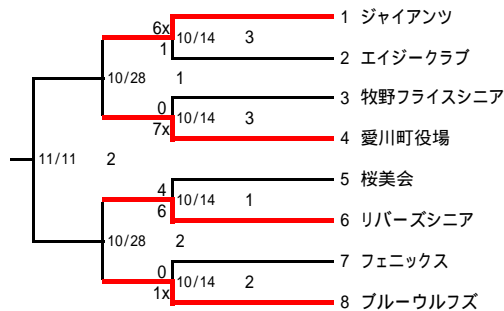 6x 10/14 3 1 ジャイアンツ
1 2 エイジークラブ
10/28 1
0 10/14 3 3 牧野フライスシニア
7x 4 愛川町役場
11/11 2
4 10/14 1 5 桜美会
6 6 リバーズシニア
10/28 2
0 10/14 2 7 フェニックス
1x 8 ブルーウルフズ